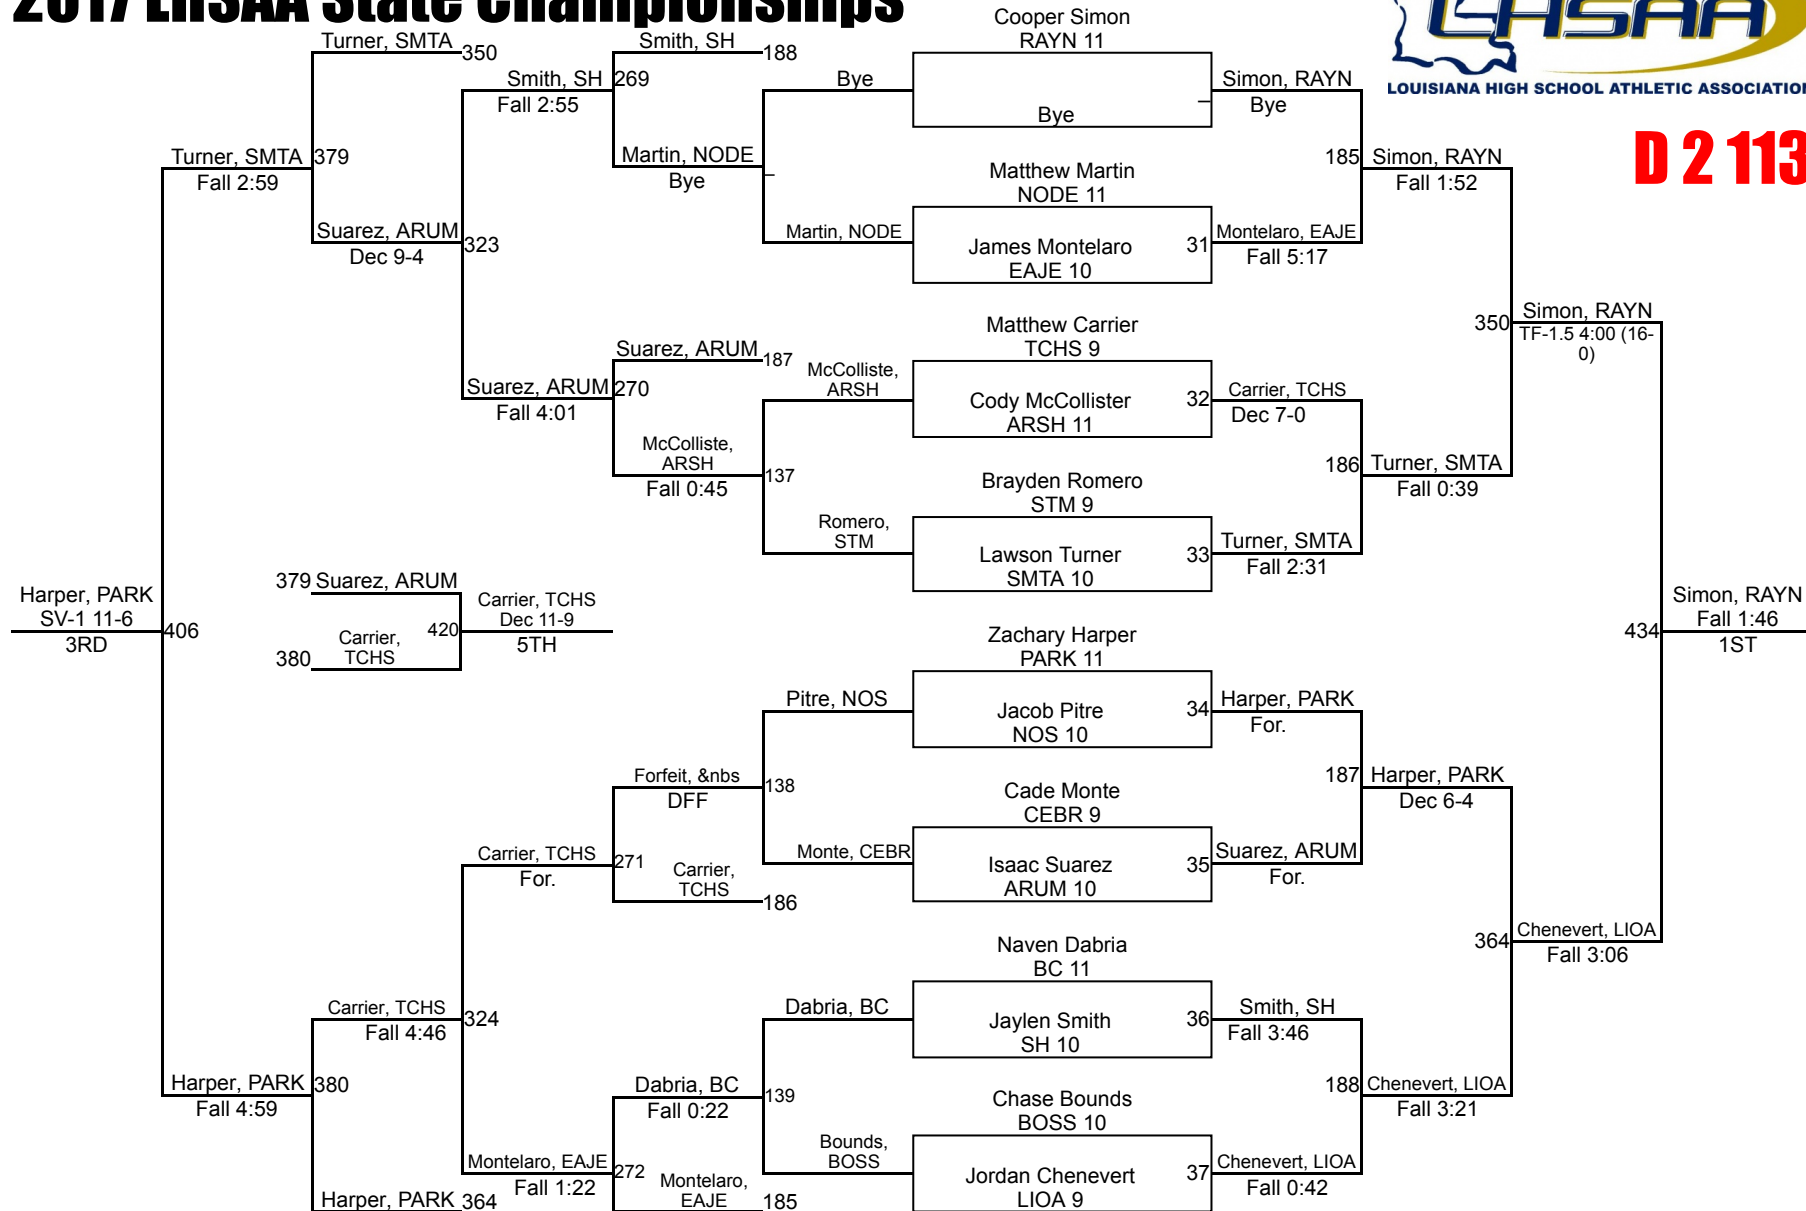 2017 LHSAA State Championships
LHSAA
LOUISIANA HIGH SCHOOL ATHLETIC ASSOCIATION
D 2 113
Turner, SMTA
350
Smith, SH
269
Fall 2:55
Turner, SMTA
379
Fall 2:59
Suarez, ARUM
323
Dec 9-4
Smith, SH
188
Martin, NODE
Bye
Suarez, ARUM
187
Suarez, ARUM
270
Fall 4:01
McColliste,
ARSH
137
Fall 0:45
Bye
Martin, NODE
McColliste,
ARSH
Romero,
STM
Cooper Simon
RAYN 11
Bye
Matthew Martin
NODE 11
James Montelaro
EAJE 10
31
Matthew Carrier
TCHS 9
Cody McCollister
ARSH 11
32
Brayden Romero
STM 9
Lawson Turner
SMTA 10
33
Simon, RAYN
Bye
185
Montelaro, EAJE
Fall 5:17
Carrier, TCHS
Dec 7-0
186
Turner, SMTA
Fall 2:31
Simon, RAYN
Fall 1:52
350
Turner, SMTA
Fall 0:39
Simon, RAYN
TF-1.5 4:00 (16-
0)
Harper, PARK
SV-1 11-6
3RD
406
379 Suarez, ARUM
380
Carrier,
TCHS
420
Carrier, TCHS
Dec 11-9
5TH
434
Simon, RAYN
Fall 1:46
1ST
Zachary Harper
PARK 11
Jacob Pitre
NOS 10
34
Cade Monte
CEBR 9
Isaac Suarez
ARUM 10
35
Naven Dabria
BC 11
Jaylen Smith
SH 10
36
Chase Bounds
BOSS 10
Jordan Chenevert
LIOA 9
37
Pitre, NOS
Monte, CEBR
Dabria, BC
Bounds,
BOSS
Forfeit, &nbs
DFF
138
Carrier,
TCHS
186
Carrier, TCHS
For.
271
Carrier, TCHS
Fall 4:46
324
Harper, PARK
Fall 4:59
380
Harper, PARK 364
Montelaro, EAJE
Fall 1:22
272
Dabria, BC
Fall 0:22
139
Montelaro,
EAJE
185
Harper, PARK
For.
187
Suarez, ARUM
For.
Smith, SH
Fall 3:46
188
Chenevert, LIOA
Fall 0:42
Harper, PARK
Dec 6-4
364
Chenevert, LIOA
Fall 3:21
Chenevert, LIOA
Fall 3:06